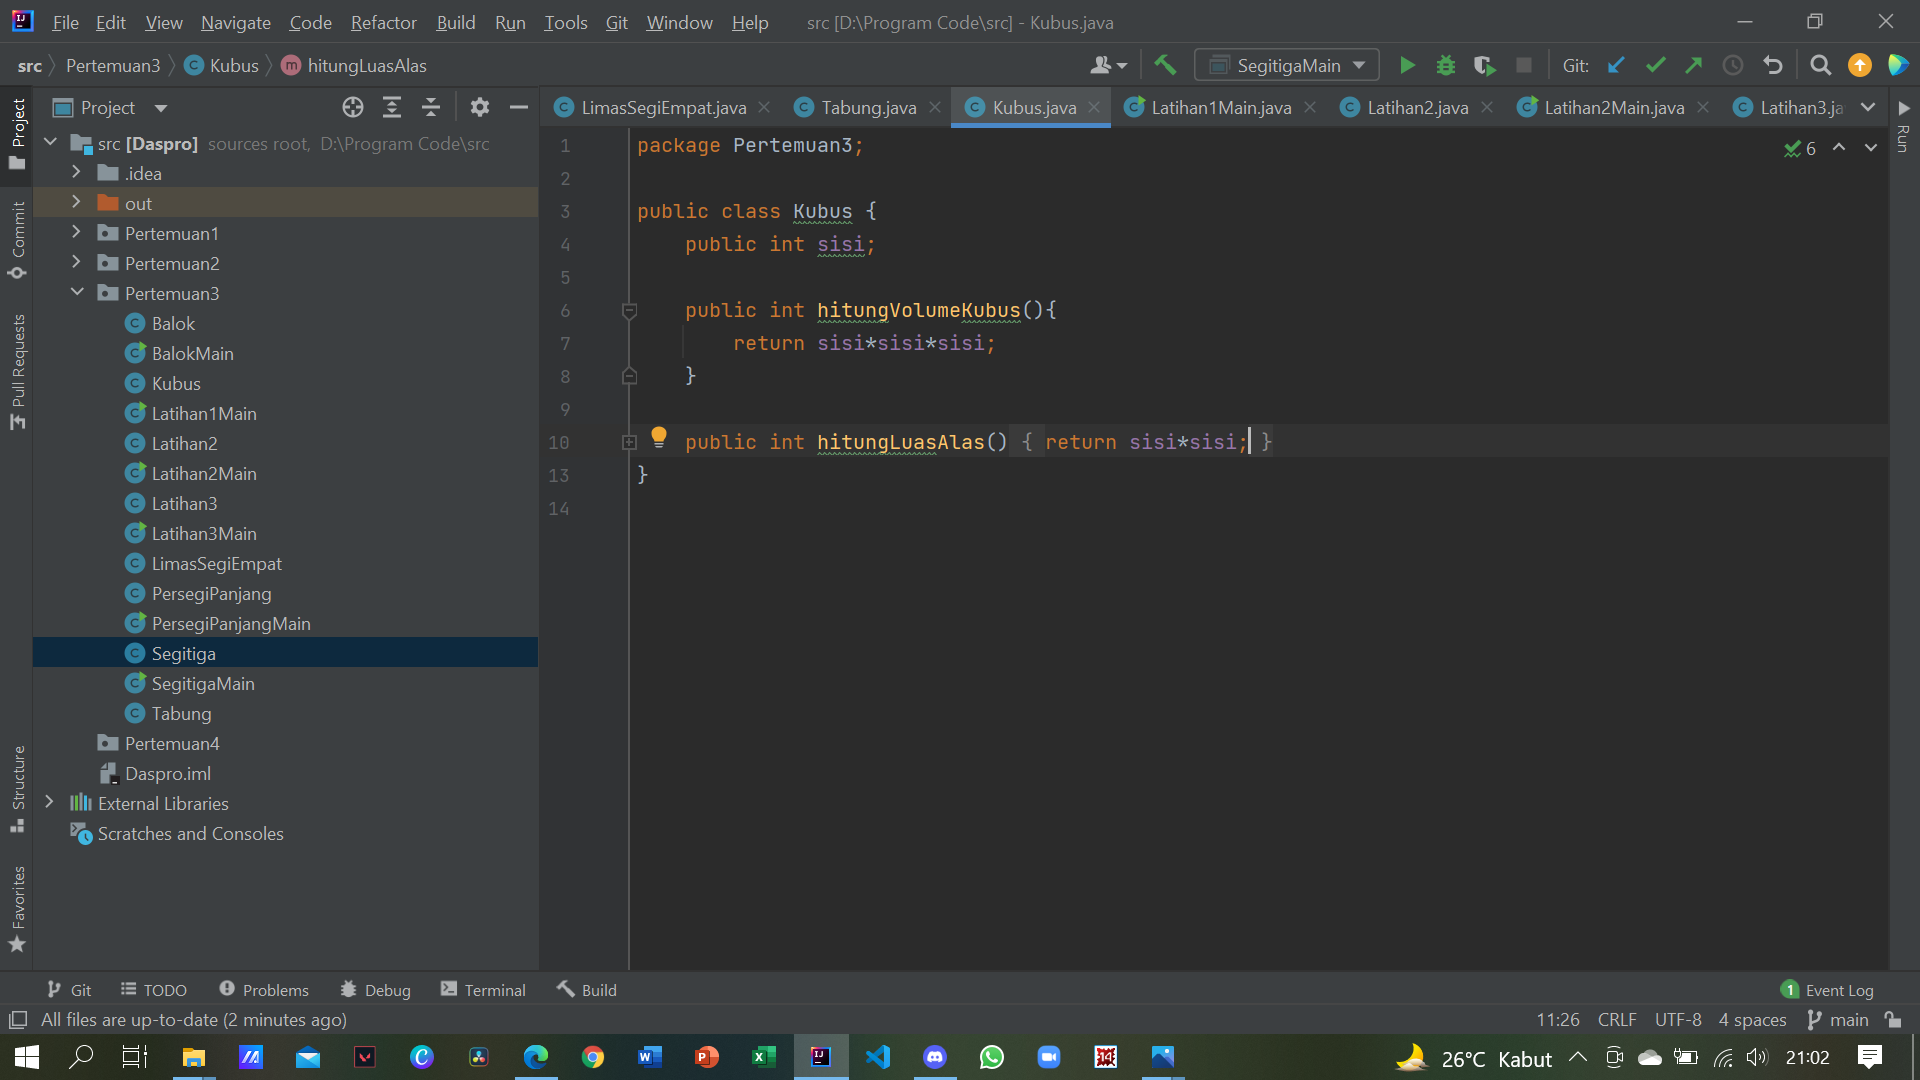 File Edit View Navigate Code Refactor Build Run Tools Git Window Help src [D:\Program Code\src] - Kubus.java
src Pertemuan3 Kubus hitungLuasAlas SegitigaMain Git:
Project
LimasSegiEmpat.java Tabung.java Kubus.java Latihan1Main.java Latihan2.java Latihan2Main.java Latihan3.ja
Project
Commit
Pull Requests
Structure
Favorites
Run
src [Daspro] sources root, D:\Program Code\src
.idea
out
Pertemuan1
Pertemuan2
Pertemuan3
Balok
BalokMain
Kubus
Latihan1Main
Latihan2
Latihan2Main
Latihan3
Latihan3Main
LimasSegiEmpat
PersegiPanjang
PersegiPanjangMain
Segitiga
SegitigaMain
Tabung
Pertemuan4
Daspro.iml
External Libraries
Scratches and Consoles
6
1 package Pertemuan3;
2
3 public class Kubus {
4 public int sisi;
5
6 public int hitungVolumeKubus(){
7 return sisi*sisi*sisi;
8 }
9
10 public int hitungLuasAlas() { return sisi*sisi; }
13 }
14
Git TODO Problems Debug Terminal Build 1 Event Log
All files are up-to-date (2 minutes ago) 11:26 CRLF UTF-8 4 spaces main
26°C Kabut 21:02